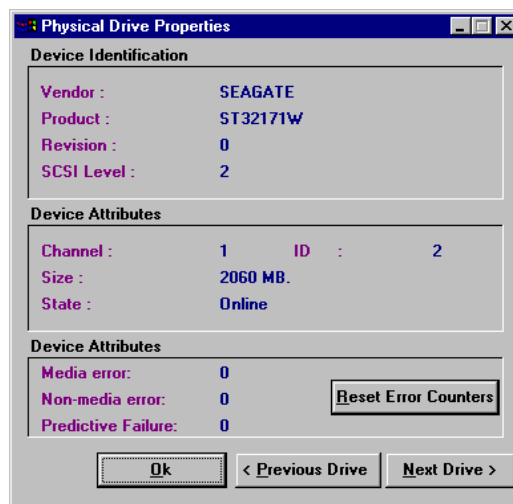 Physical Drive Properties
Device Identification
Vendor : SEAGATE
Product : ST32171W
Revision : 0
SCSI Level : 2
Device Attributes
Channel : 1 ID : 2
Size : 2060 MB.
State : Online
Device Attributes
Media error: 0
Non-media error: 0
Predictive Failure: 0
Reset Error Counters
Ok < Previous Drive Next Drive >